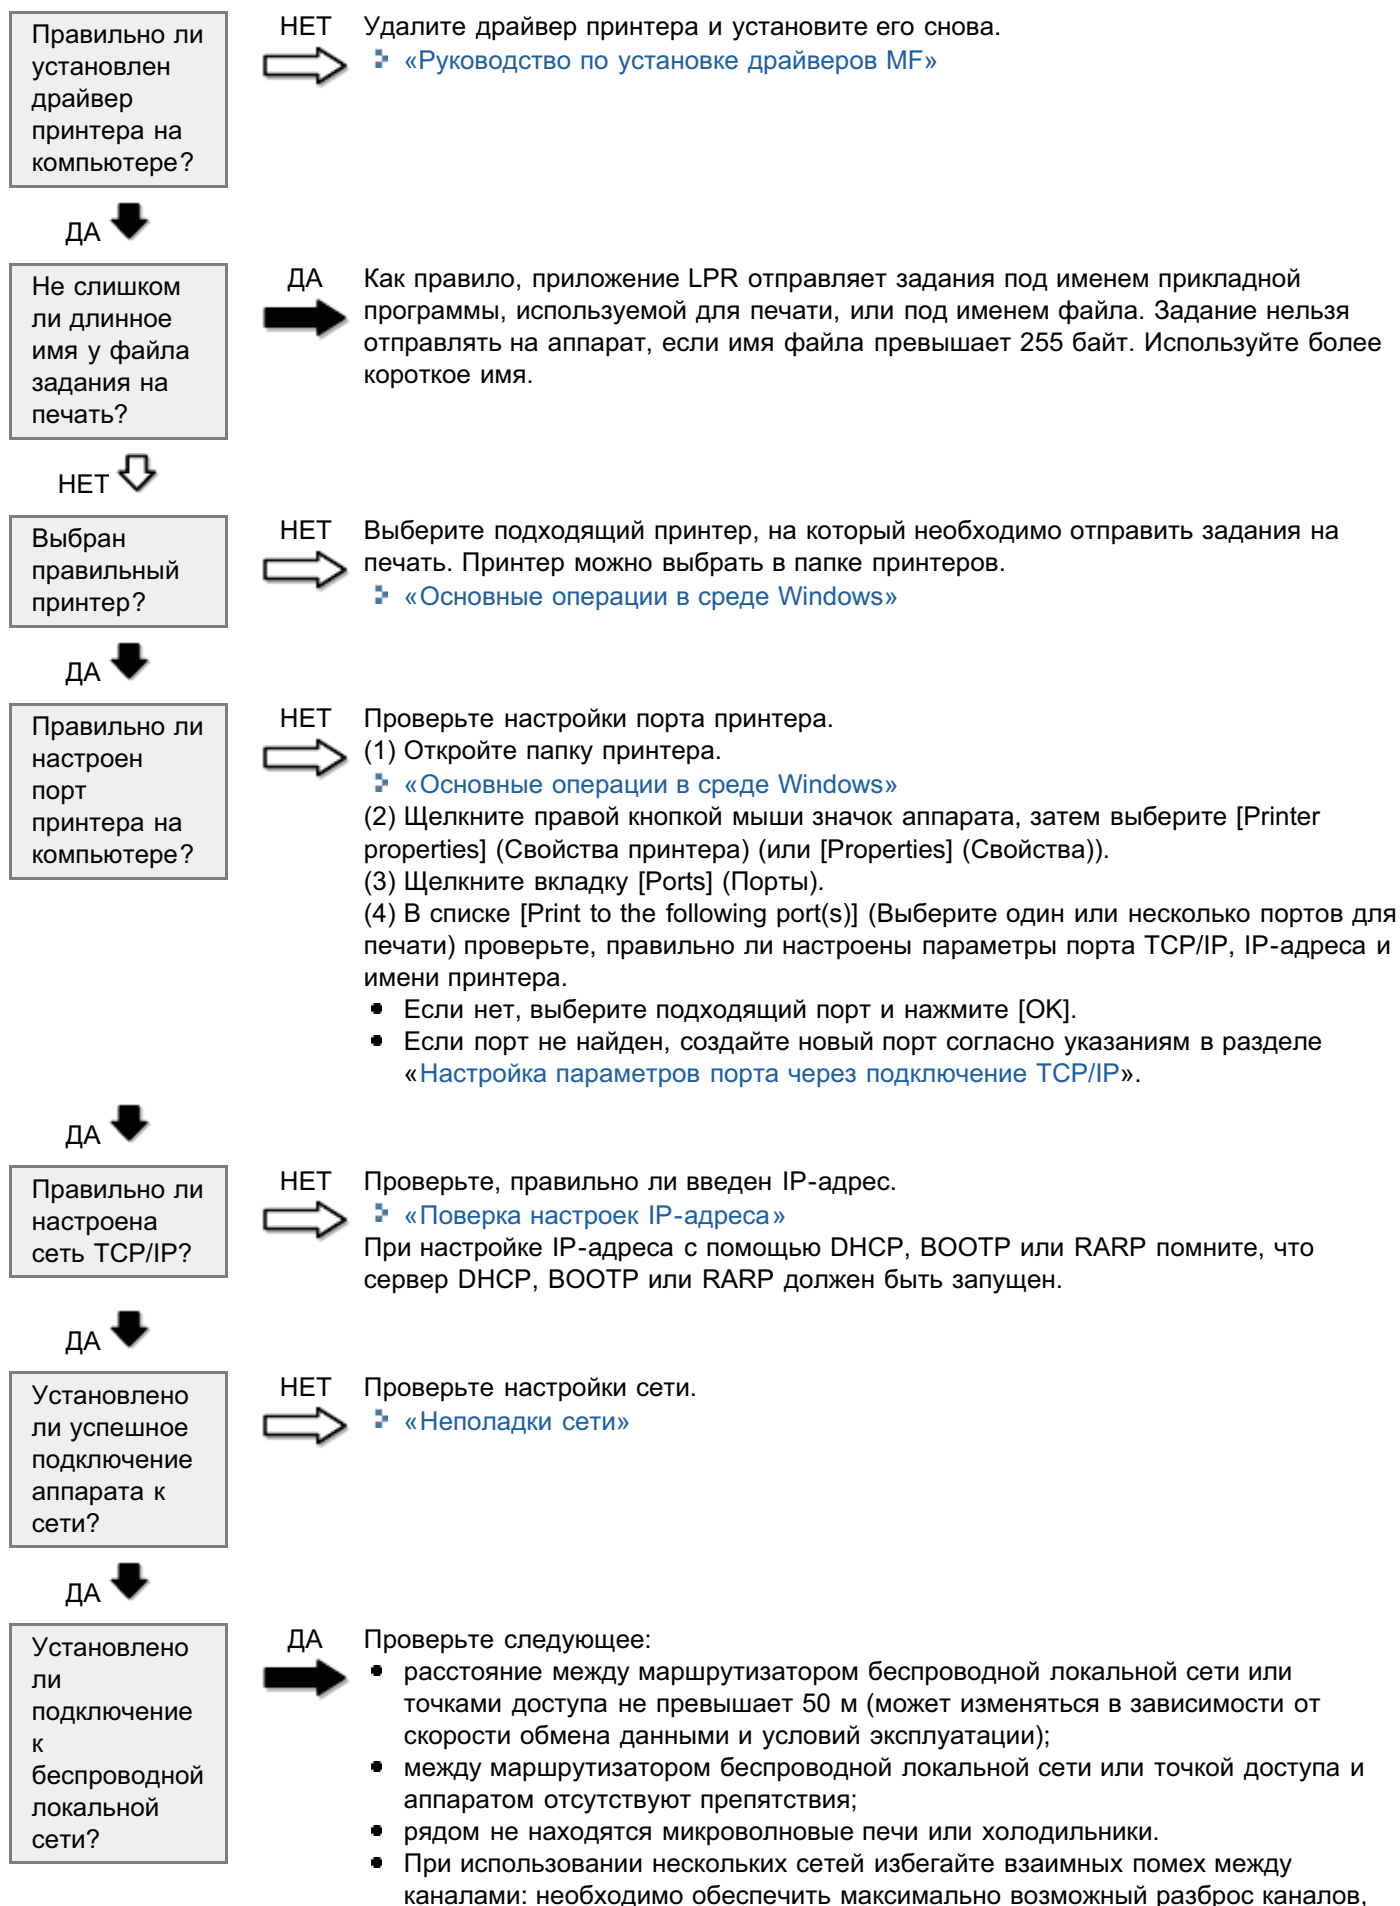 Правильно ли
установлен
драйвер
принтера на
компьютере?
НЕТ
Удалите драйвер принтера и установите его снова.
«Руководство по установке драйверов MF»
ДА
Не слишком
ли длинное
имя у файла
задания на
печать?
ДА
Как правило, приложение LPR отправляет задания под именем прикладной
программы, используемой для печати, или под именем файла. Задание нельзя
отправлять на аппарат, если имя файла превышает 255 байт. Используйте более
короткое имя.
НЕТ
Выбран
правильный
принтер?
НЕТ
Выберите подходящий принтер, на который необходимо отправить задания на
печать. Принтер можно выбрать в папке принтеров.
«Основные операции в среде Windows»
ДА
Правильно ли
настроен
порт
принтера на
компьютере?
НЕТ
Проверьте настройки порта принтера.
(1) Откройте папку принтера.
«Основные операции в среде Windows»
(2) Щелкните правой кнопкой мыши значок аппарата, затем выберите [Printer
properties] (Свойства принтера) (или [Properties] (Свойства)).
(3) Щелкните вкладку [Ports] (Порты).
(4) В списке [Print to the following port(s)] (Выберите один или несколько портов для
печати) проверьте, правильно ли настроены параметры порта TCP/IP, IP-адреса и
имени принтера.
• Если нет, выберите подходящий порт и нажмите [OK].
• Если порт не найден, создайте новый порт согласно указаниям в разделе
«Настройка параметров порта через подключение TCP/IP».
ДА
Правильно ли
настроена
сеть TCP/IP?
НЕТ
Проверьте, правильно ли введен IP-адрес.
«Поверка настроек IP-адреса»
При настройке IP-адреса с помощью DHCP, BOOTP или RARP помните, что
сервер DHCP, BOOTP или RARP должен быть запущен.
ДА
Установлено
ли успешное
подключение
аппарата к
сети?
НЕТ
Проверьте настройки сети.
«Неполадки сети»
ДА
Установлено
ли
подключение
к
беспроводной
локальной
сети?
ДА
Проверьте следующее:
• расстояние между маршрутизатором беспроводной локальной сети или
точками доступа не превышает 50 м (может изменяться в зависимости от
скорости обмена данными и условий эксплуатации);
• между маршрутизатором беспроводной локальной сети или точкой доступа и
аппаратом отсутствуют препятствия;
• рядом не находятся микроволновые печи или холодильники.
• При использовании нескольких сетей избегайте взаимных помех между
каналами: необходимо обеспечить максимально возможный разброс каналов,